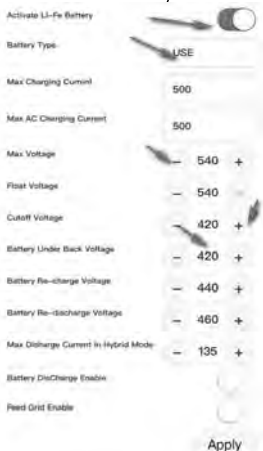 Activate Li-Fe Battery
Battery Type
USE
Max Charging Current
500
Max AC Charging Current
500
Max Voltage
– 540 +
Float Voltage
– 540 –
Cutoff Voltage
– 420 +
Battery Under Back Voltage
– 420 +
Battery Re-charge Voltage
– 440 +
Battery Re-discharge Voltage
– 460 +
Max Disharge Current in Hybrid Mode
– 135 +
Battery DisCharge Enable
Feed Grid Enable
Apply